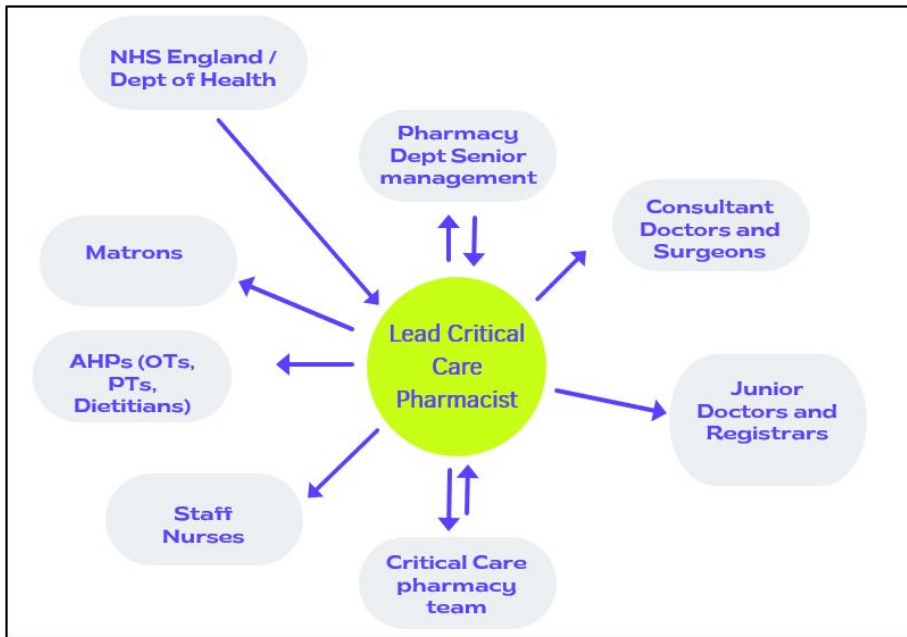 NHS England /
Dept of Health
Pharmacy
Dept Senior
management
Consultant
Doctors and
Surgeons
Matrons
Lead Critical
Care
Pharmacist
AHPs (OTs,
PTs,
Dietitians)
Junior
Doctors and
Registrars
Staff
Nurses
Critical Care
pharmacy
team